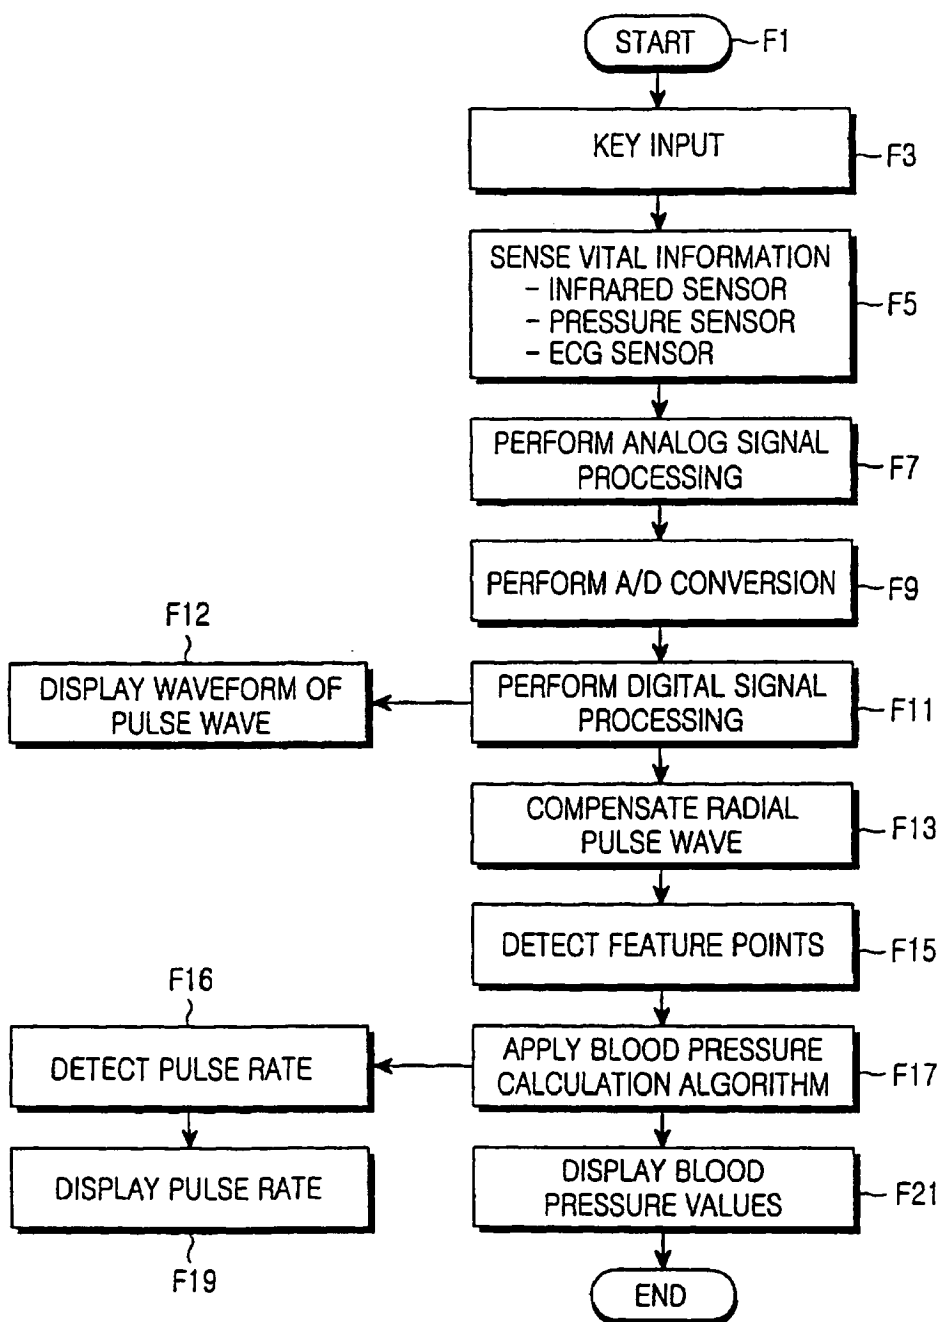 START
F1
KEY INPUT
F3
SENSE VITAL INFORMATION
- INFRARED SENSOR
- PRESSURE SENSOR
- ECG SENSOR
F5
PERFORM ANALOG SIGNAL
PROCESSING
F7
PERFORM A/D CONVERSION
F9
F12
DISPLAY WAVEFORM OF
PULSE WAVE
PERFORM DIGITAL SIGNAL
PROCESSING
F11
COMPENSATE RADIAL
PULSE WAVE
F13
DETECT FEATURE POINTS
F15
F16
DETECT PULSE RATE
APPLY BLOOD PRESSURE
CALCULATION ALGORITHM
F17
DISPLAY PULSE RATE
F19
DISPLAY BLOOD
PRESSURE VALUES
F21
END